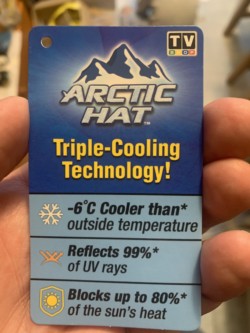 TV
ARCTIC
HAT™
Triple-Cooling
Technology!
-6°C Cooler than*
outside temperature
Reflects 99%*
of UV rays
Blocks up to 80%*
of the sun's heat